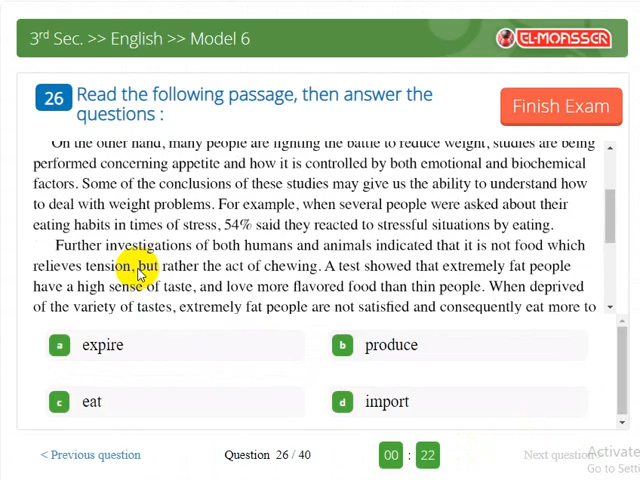 3rd Sec. >> English >> Model 6
EL-MOASSER
26 Read the following passage, then answer the
questions :
Finish Exam
On the other hand, many people are fighting the battle to reduce weight, studies are being
performed concerning appetite and how it is controlled by both emotional and biochemical
factors. Some of the conclusions of these studies may give us the ability to understand how
to deal with weight problems. For example, when several people were asked about their
eating habits in times of stress, 54% said they reacted to stressful situations by eating.
Further investigations of both humans and animals indicated that it is not food which
relieves tension, but rather the act of chewing. A test showed that extremely fat people
have a high sense of taste, and love more flavored food than thin people. When deprived
of the variety of tastes, extremely fat people are not satisfied and consequently eat more to
a expire
b produce
c eat
d import
< Previous question
Question 26 / 40
00 : 22
Next question >
Activate
Go to Setti